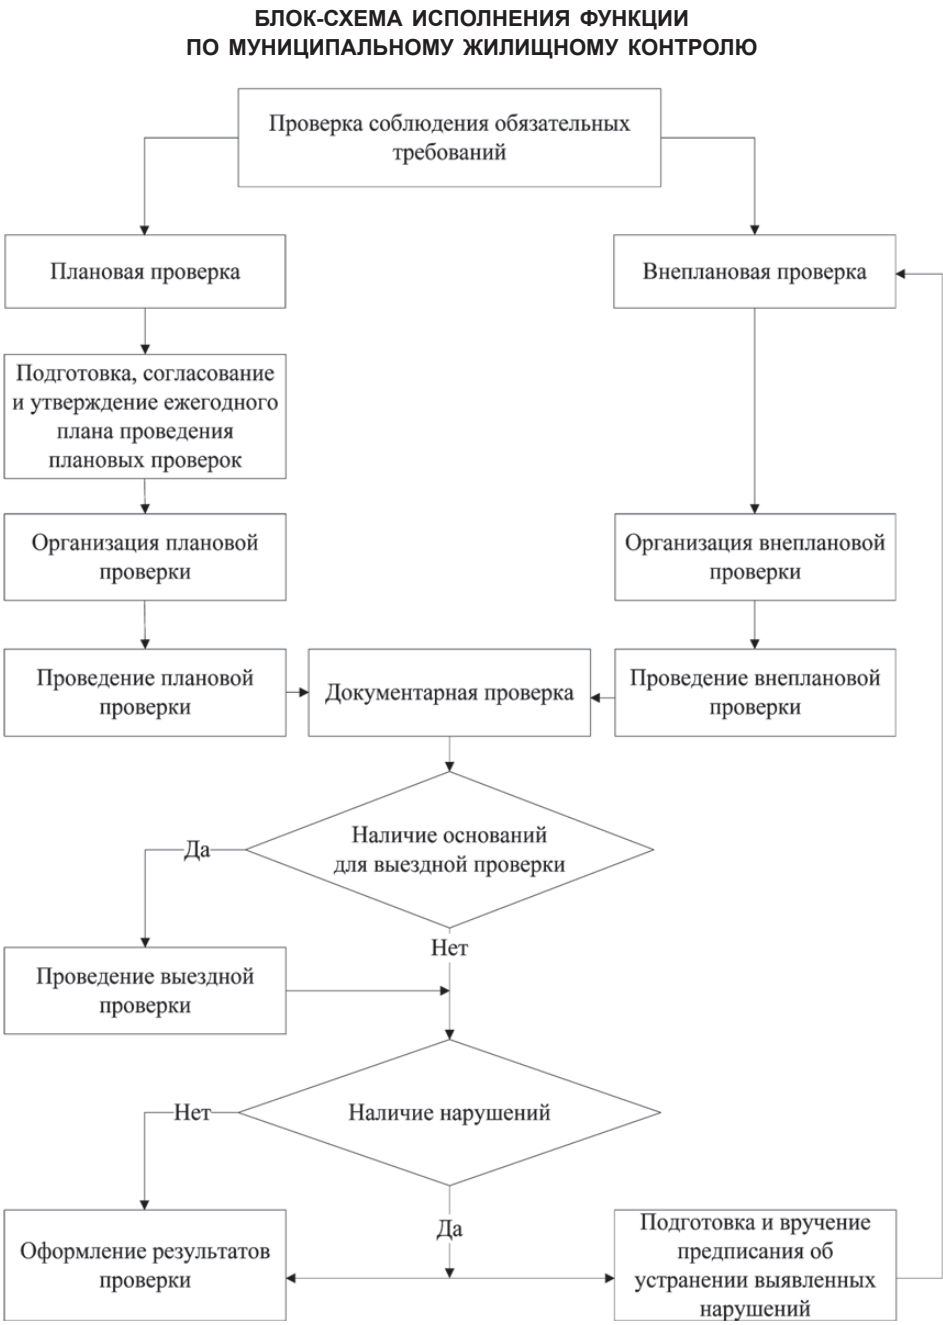 БЛОК-СХЕМА ИСПОЛНЕНИЯ ФУНКЦИИ
ПО МУНИЦИПАЛЬНОМУ ЖИЛИЩНОМУ КОНТРОЛЮ
Проверка соблюдения обязательных
требований
Плановая проверка
Внеплановая проверка
Подготовка, согласование
и утверждение ежегодного
плана проведения
плановых проверок
Организация плановой
проверки
Организация внеплановой
проверки
Проведение плановой
проверки
Документарная проверка
Проведение внеплановой
проверки
Наличие оснований
для выездной проверки
Да
Нет
Проведение выездной
проверки
Наличие нарушений
Нет
Да
Оформление результатов
проверки
Подготовка и вручение
предписания об
устранении выявленных
нарушений